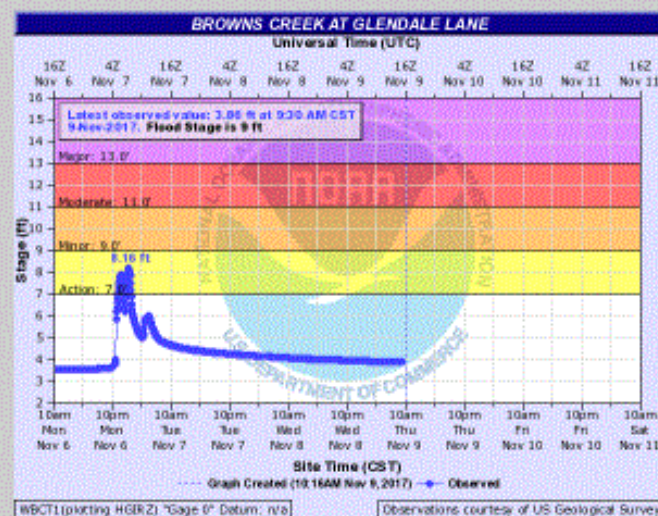 BROWNS CREEK AT GLENDALE LANE
Universal Time (UTC)
16Z 4Z 16Z 4Z 16Z 4Z 16Z 4Z 16Z 4Z 16Z
Nov 6 Nov 7 Nov 7 Nov 8 Nov 8 Nov 9 Nov 9 Nov 10 Nov 10 Nov 11 Nov 11
16
Latest observed value: 3.86 ft at 9:30 AM CST
15
9-Nov-2017. Flood Stage is 9 ft
14
Major: 13.0'
13
noaa
12
Moderate: 11.0'
11
10
Minor: 9.0'
9
8.16 ft
8
Action: 7.0'
7
6
5
4
3
2
Stage (ft)
U.S. DEPARTMENT OF COMMERCE
10am 10pm 10am 10pm 10am 10pm 10am 10pm 10am 10pm 10am
Mon Mon Tue Tue Wed Wed Thu Thu Fri Fri Sat
Nov 6 Nov 6 Nov 7 Nov 7 Nov 8 Nov 8 Nov 9 Nov 9 Nov 10 Nov 10 Nov 11
Site Time (CST)
Graph Created (10:16AM Nov 9, 2017) Observed
WBCT1(plotting HGIRZ) "Gage 0" Datum: n/a Observations courtesy of US Geological Survey